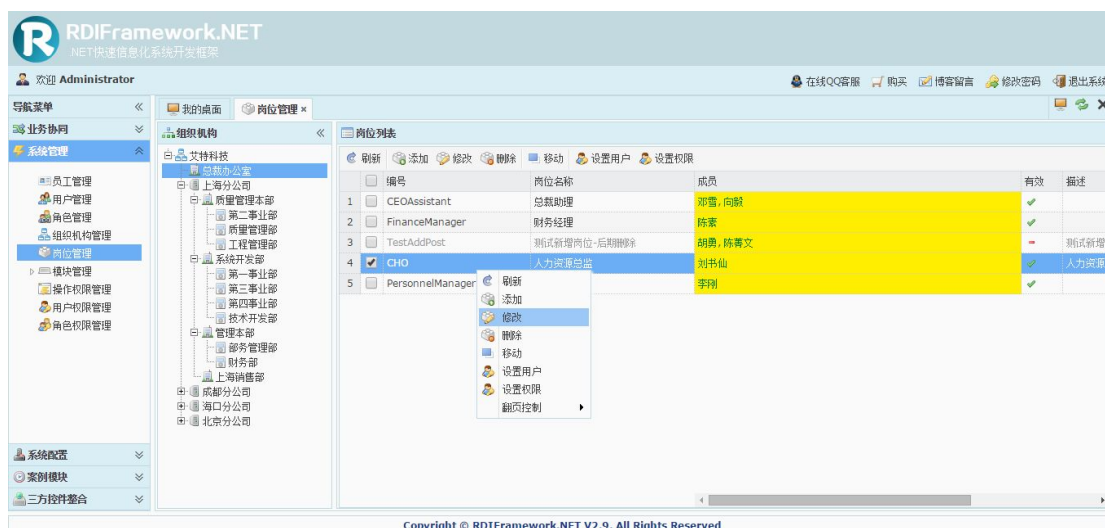 R RDIFramework.NET
.NET快速信息化系统开发框架
欢迎 Administrator 在线QQ客服 购买 博客留言 修改密码 退出系统
导航菜单 我的桌面 岗位管理
业务协同 组织机构 岗位列表
系统管理
员工管理
用户管理
角色管理
组织机构管理
岗位管理
模块管理
操作权限管理
用户权限管理
角色权限管理
系统配置
案例模块
三方控件整合
艾特科技
总裁办公室
上海分公司
质量管理本部
第二事业部
质量管理部
工程管理部
系统开发部
第一事业部
第三事业部
第四事业部
技术开发部
管理本部
部务管理部
财务部
上海销售部
成都分公司
海口分公司
北京分公司
刷新 添加 修改 删除 移动 设置用户 设置权限
编号 岗位名称 成员 有效 描述
1 CEOAssistant 总裁助理 邓雪,向毅
2 FinanceManager 财务经理 陈素
3 TestAddPost 测试新增岗位-后期删除 胡勇,陈菁文 测试新增
4 CHO 人力资源总监 刘书仙 人力资源
5 PersonnelManager 李刚
刷新
添加
修改
删除
移动
设置用户
设置权限
翻页控制
Copyright © RDIFramework.NET V2.9. All Rights Reserved